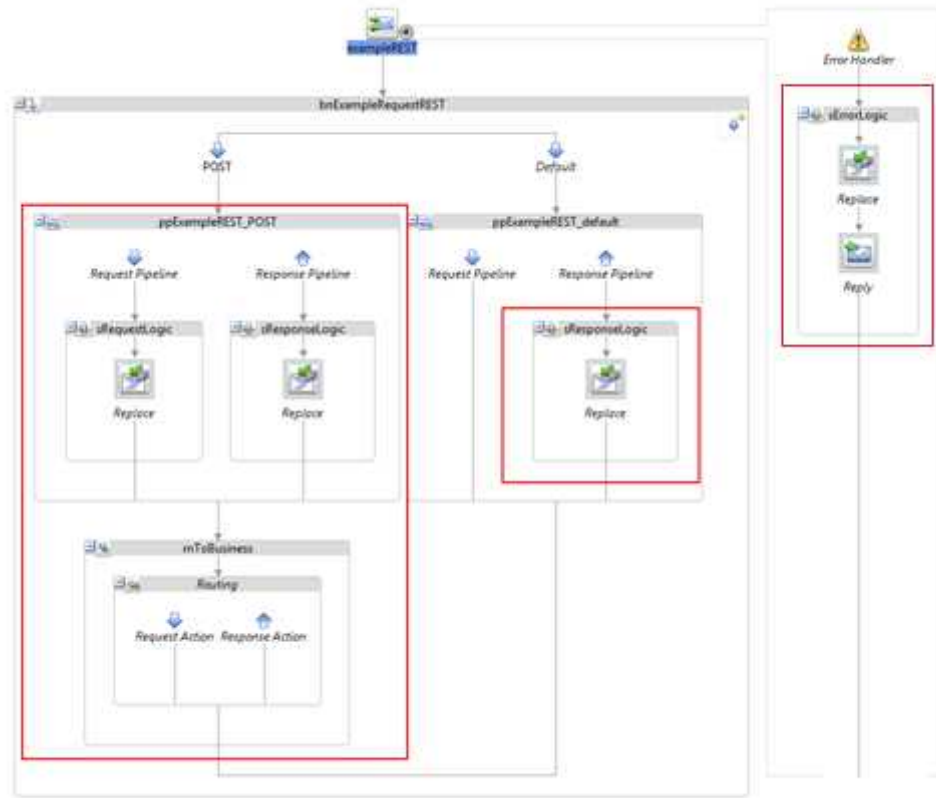 exampleREST
Error Handler
bnExampleRequestREST
sErrorLogic
POST
Default
Replace
ppExampleREST_POST
ppExampleREST_default
Request Pipeline
Response Pipeline
Request Pipeline
Response Pipeline
Reply
sRequestLogic
sResponseLogic
sResponseLogic
Replace
Replace
Replace
rnToBusiness
Routing
Request Action
Response Action